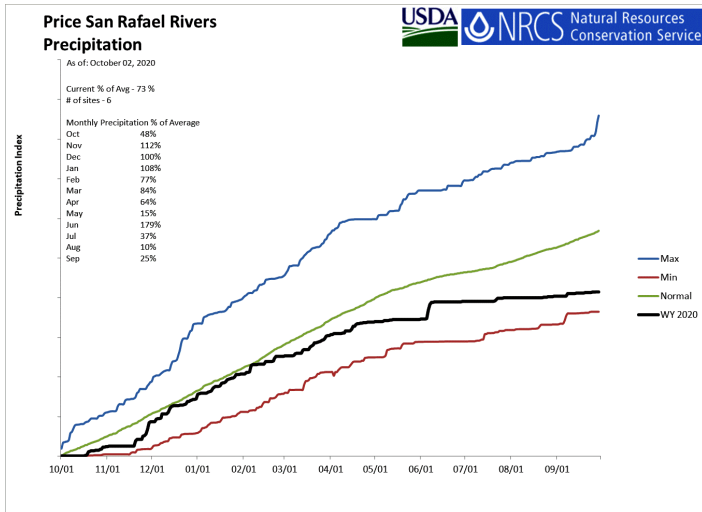 Price San Rafael Rivers
Precipitation
USDA
NRCS
Natural Resources
Conservation Service
As of: October 02, 2020
Current % of Avg - 73 %
# of sites - 6
Monthly Precipitation % of Average
Oct 48%
Nov 112%
Dec 100%
Jan 108%
Feb 77%
Mar 84%
Apr 64%
May 15%
Jun 179%
Jul 37%
Aug 10%
Sep 25%
Precipitation Index
Max
Min
Normal
WY 2020
10/01 11/01 12/01 01/01 02/01 03/01 04/01 05/01 06/01 07/01 08/01 09/01